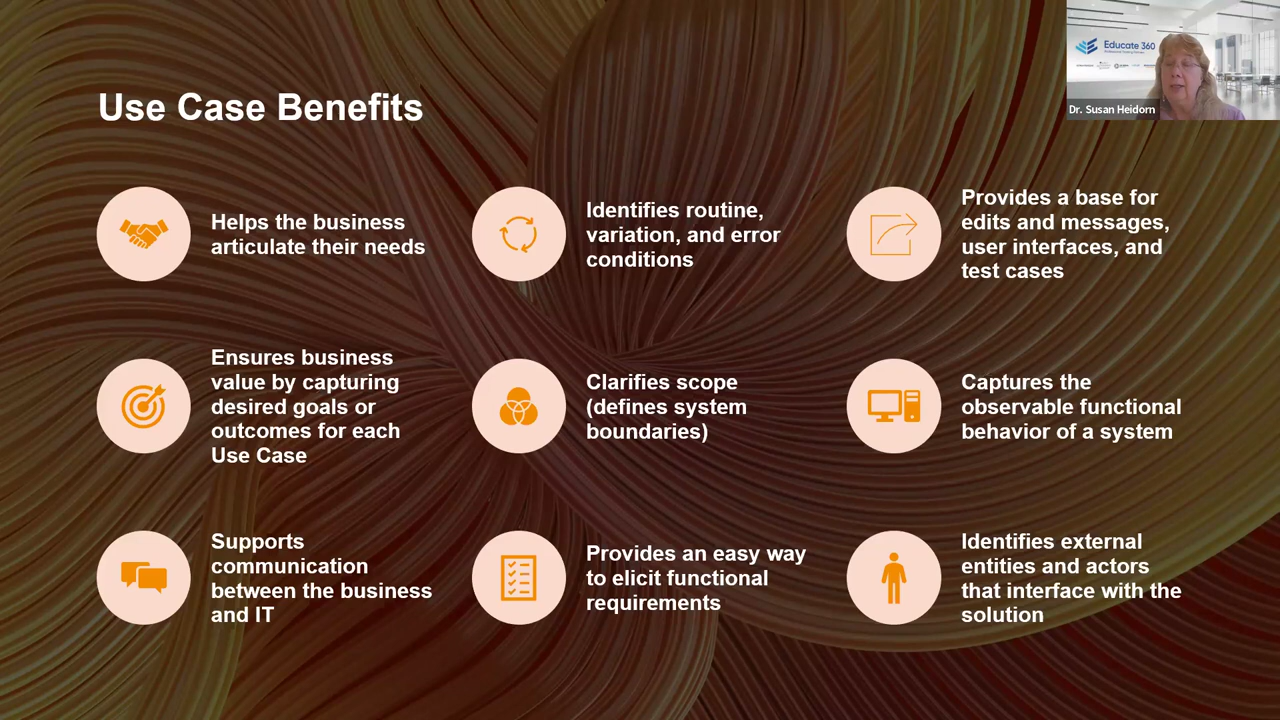 Educate 360
Dr. Susan Heidorn
Use Case Benefits
Helps the business
articulate their needs
Identifies routine,
variation, and error
conditions
Provides a base for
edits and messages,
user interfaces, and
test cases
Ensures business
value by capturing
desired goals or
outcomes for each
Use Case
Clarifies scope
(defines system
boundaries)
Captures the
observable functional
behavior of a system
Supports
communication
between the business
and IT
Provides an easy way
to elicit functional
requirements
Identifies external
entities and actors
that interface with the
solution